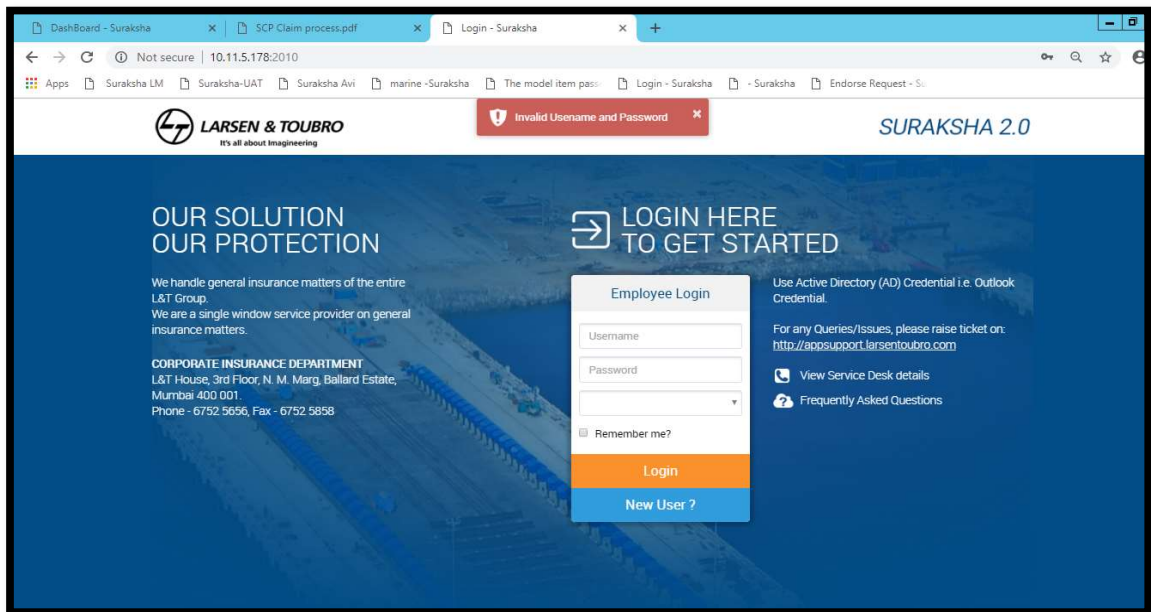 DashBoard - Suraksha
SCP Claim process.pdf
Login - Suraksha
Not secure | 10.11.5.178:2010
Apps
Suraksha LM
Suraksha-UAT
Suraksha Avi
marine -Suraksha
The model item pass
Login - Suraksha
- Suraksha
Endorse Request - Su
LARSEN & TOUBRO
It's all about Imagineering
Invalid Usename and Password
SURAKSHA 2.0
OUR SOLUTION
OUR PROTECTION
We handle general insurance matters of the entire
L&T Group.
We are a single window service provider on general
insurance matters.
CORPORATE INSURANCE DEPARTMENT
L&T House, 3rd Floor, N. M. Marg, Ballard Estate,
Mumbai 400 001.
Phone - 6752 5656, Fax - 6752 5858
LOGIN HERE
TO GET STARTED
Employee Login
Username
Password
Remember me?
Login
New User ?
Use Active Directory (AD) Credential i.e. Outlook
Credential.
For any Queries/Issues, please raise ticket on:
http://appsupport.larsentoubro.com
View Service Desk details
Frequently Asked Questions